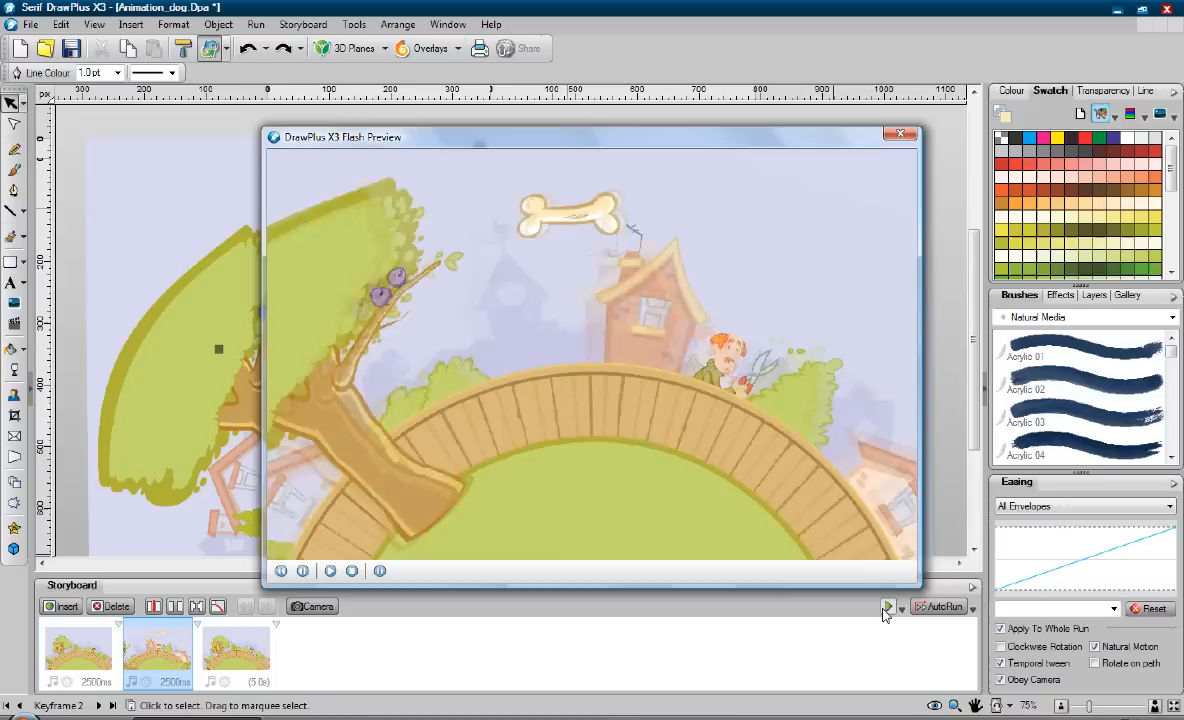 Serif DrawPlus X3 - [Animation_dog.Dpa *]
File Edit View Insert Format Object Run Storyboard Tools Arrange Window Help
3D Planes Overlays Share
Line Colour 1.0pt
px 300 200 100 0 100 200 300 400 500 600 700 800 900 1000 1100
Colour Swatch Transparency Line
DrawPlus X3 Flash Preview
0
100
200
300
400
500
600
Brushes Effects Layers Gallery
Natural Media
Acrylic 01
Acrylic 02
Acrylic 03
Acrylic 04
Easing
All Envelopes
Storyboard
Insert Delete Camera AutoRun
Reset
Apply To Whole Run
Clockwise Rotation Natural Motion
Temporal tween Rotate on path
Obey Camera
2500ms 2500ms (5.0s)
Keyframe 2 Click to select. Drag to marquee select. 75%